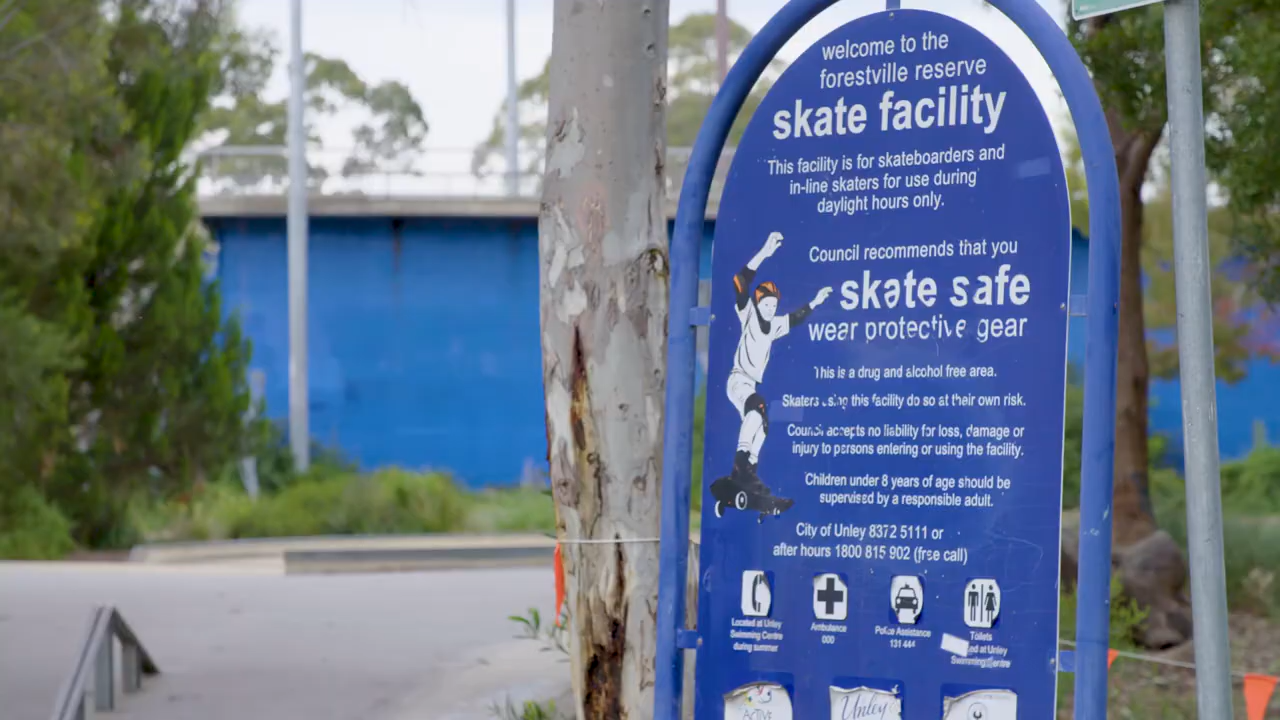 welcome to the
forestville reserve
skate facility
This facility is for skateboarders and
in-line skaters for use during
daylight hours only.
Council recommends that you
skate safe
wear protective gear
This is a drug and alcohol free area.
Skaters using this facility do so at their own risk.
Council accepts no liability for loss, damage or
injury to persons entering or using the facility.
Children under 8 years of age should be
supervised by a responsible adult.
City of Unley 8372 5111 or
after hours 1800 815 902 (free call)
Located at Unley
Swimming Centre
during summer
Ambulance
000
Police Assistance
131 444
Toilets
ed at Unley
Swimming Centre
ACTIVE
Unley